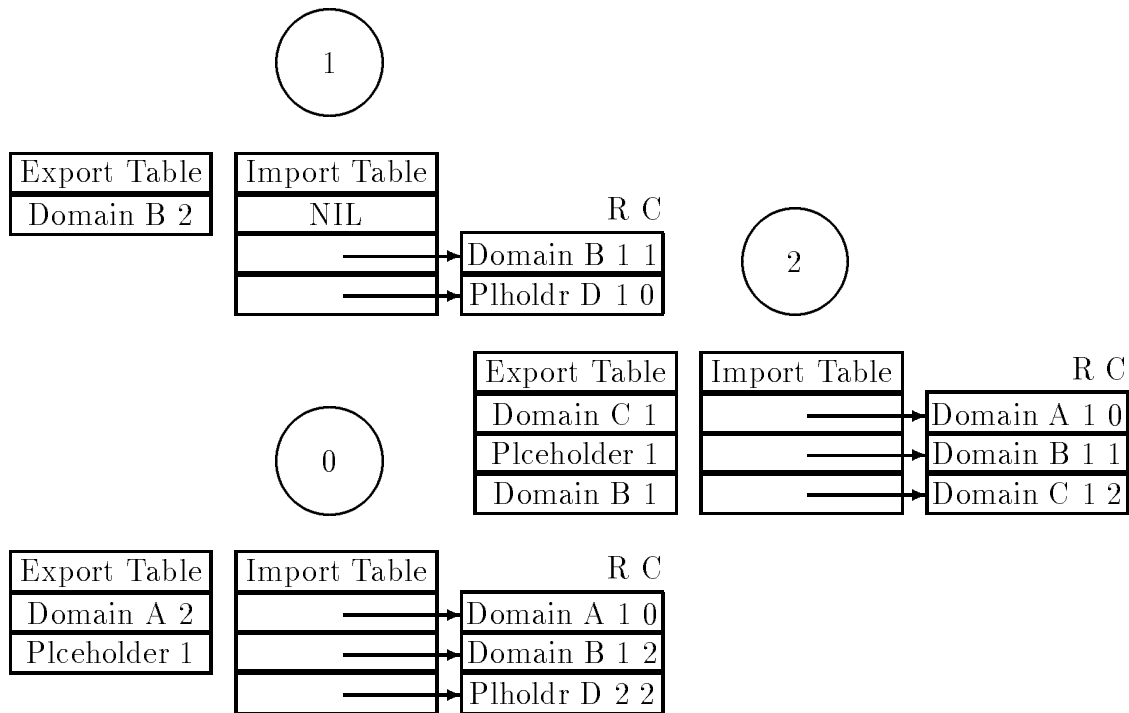 1
Export Table Import Table
Domain B 2 NIL R C
Domain B 1 1
Plholdr D 1 0
2
Export Table Import Table R C
Domain C 1 Domain A 1 0
Plceholder 1 Domain B 1 1
Domain B 1 Domain C 1 2
0
Export Table Import Table R C
Domain A 2 Domain A 1 0
Plceholder 1 Domain B 1 2
Plholdr D 2 2